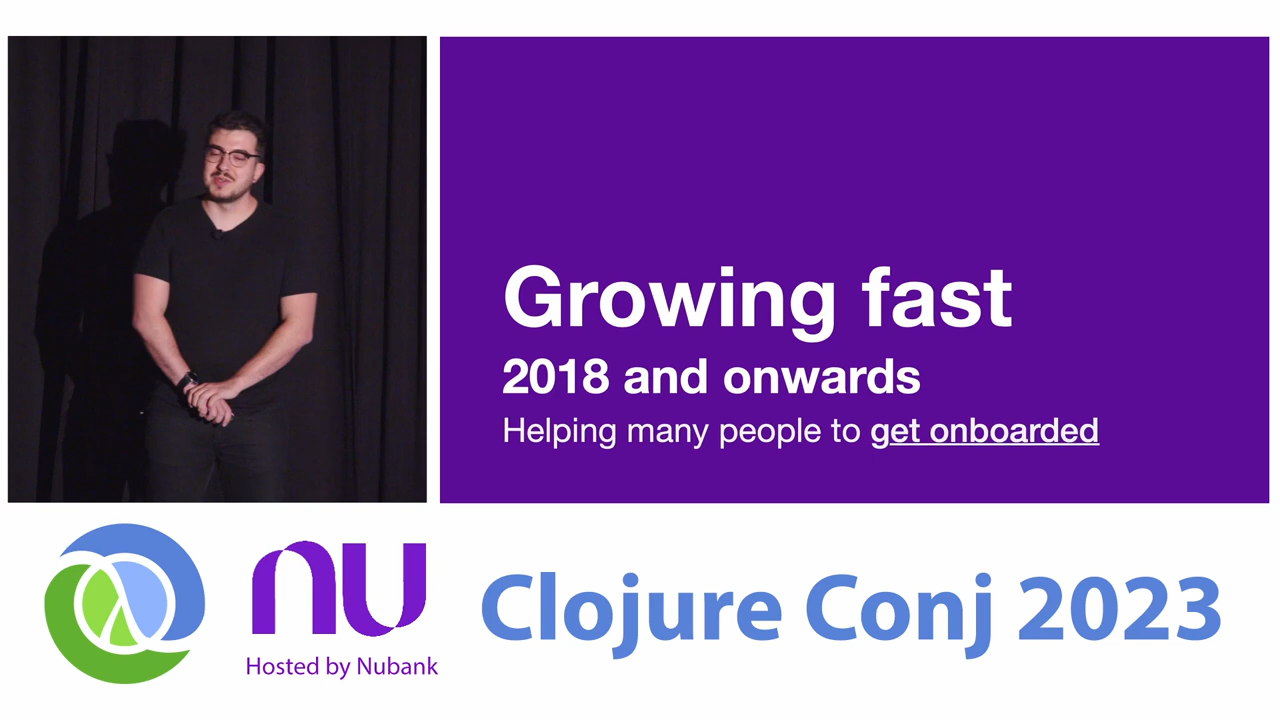 Growing fast
2018 and onwards
Helping many people to get onboarded
nu
Hosted by Nubank
Clojure Conj 2023